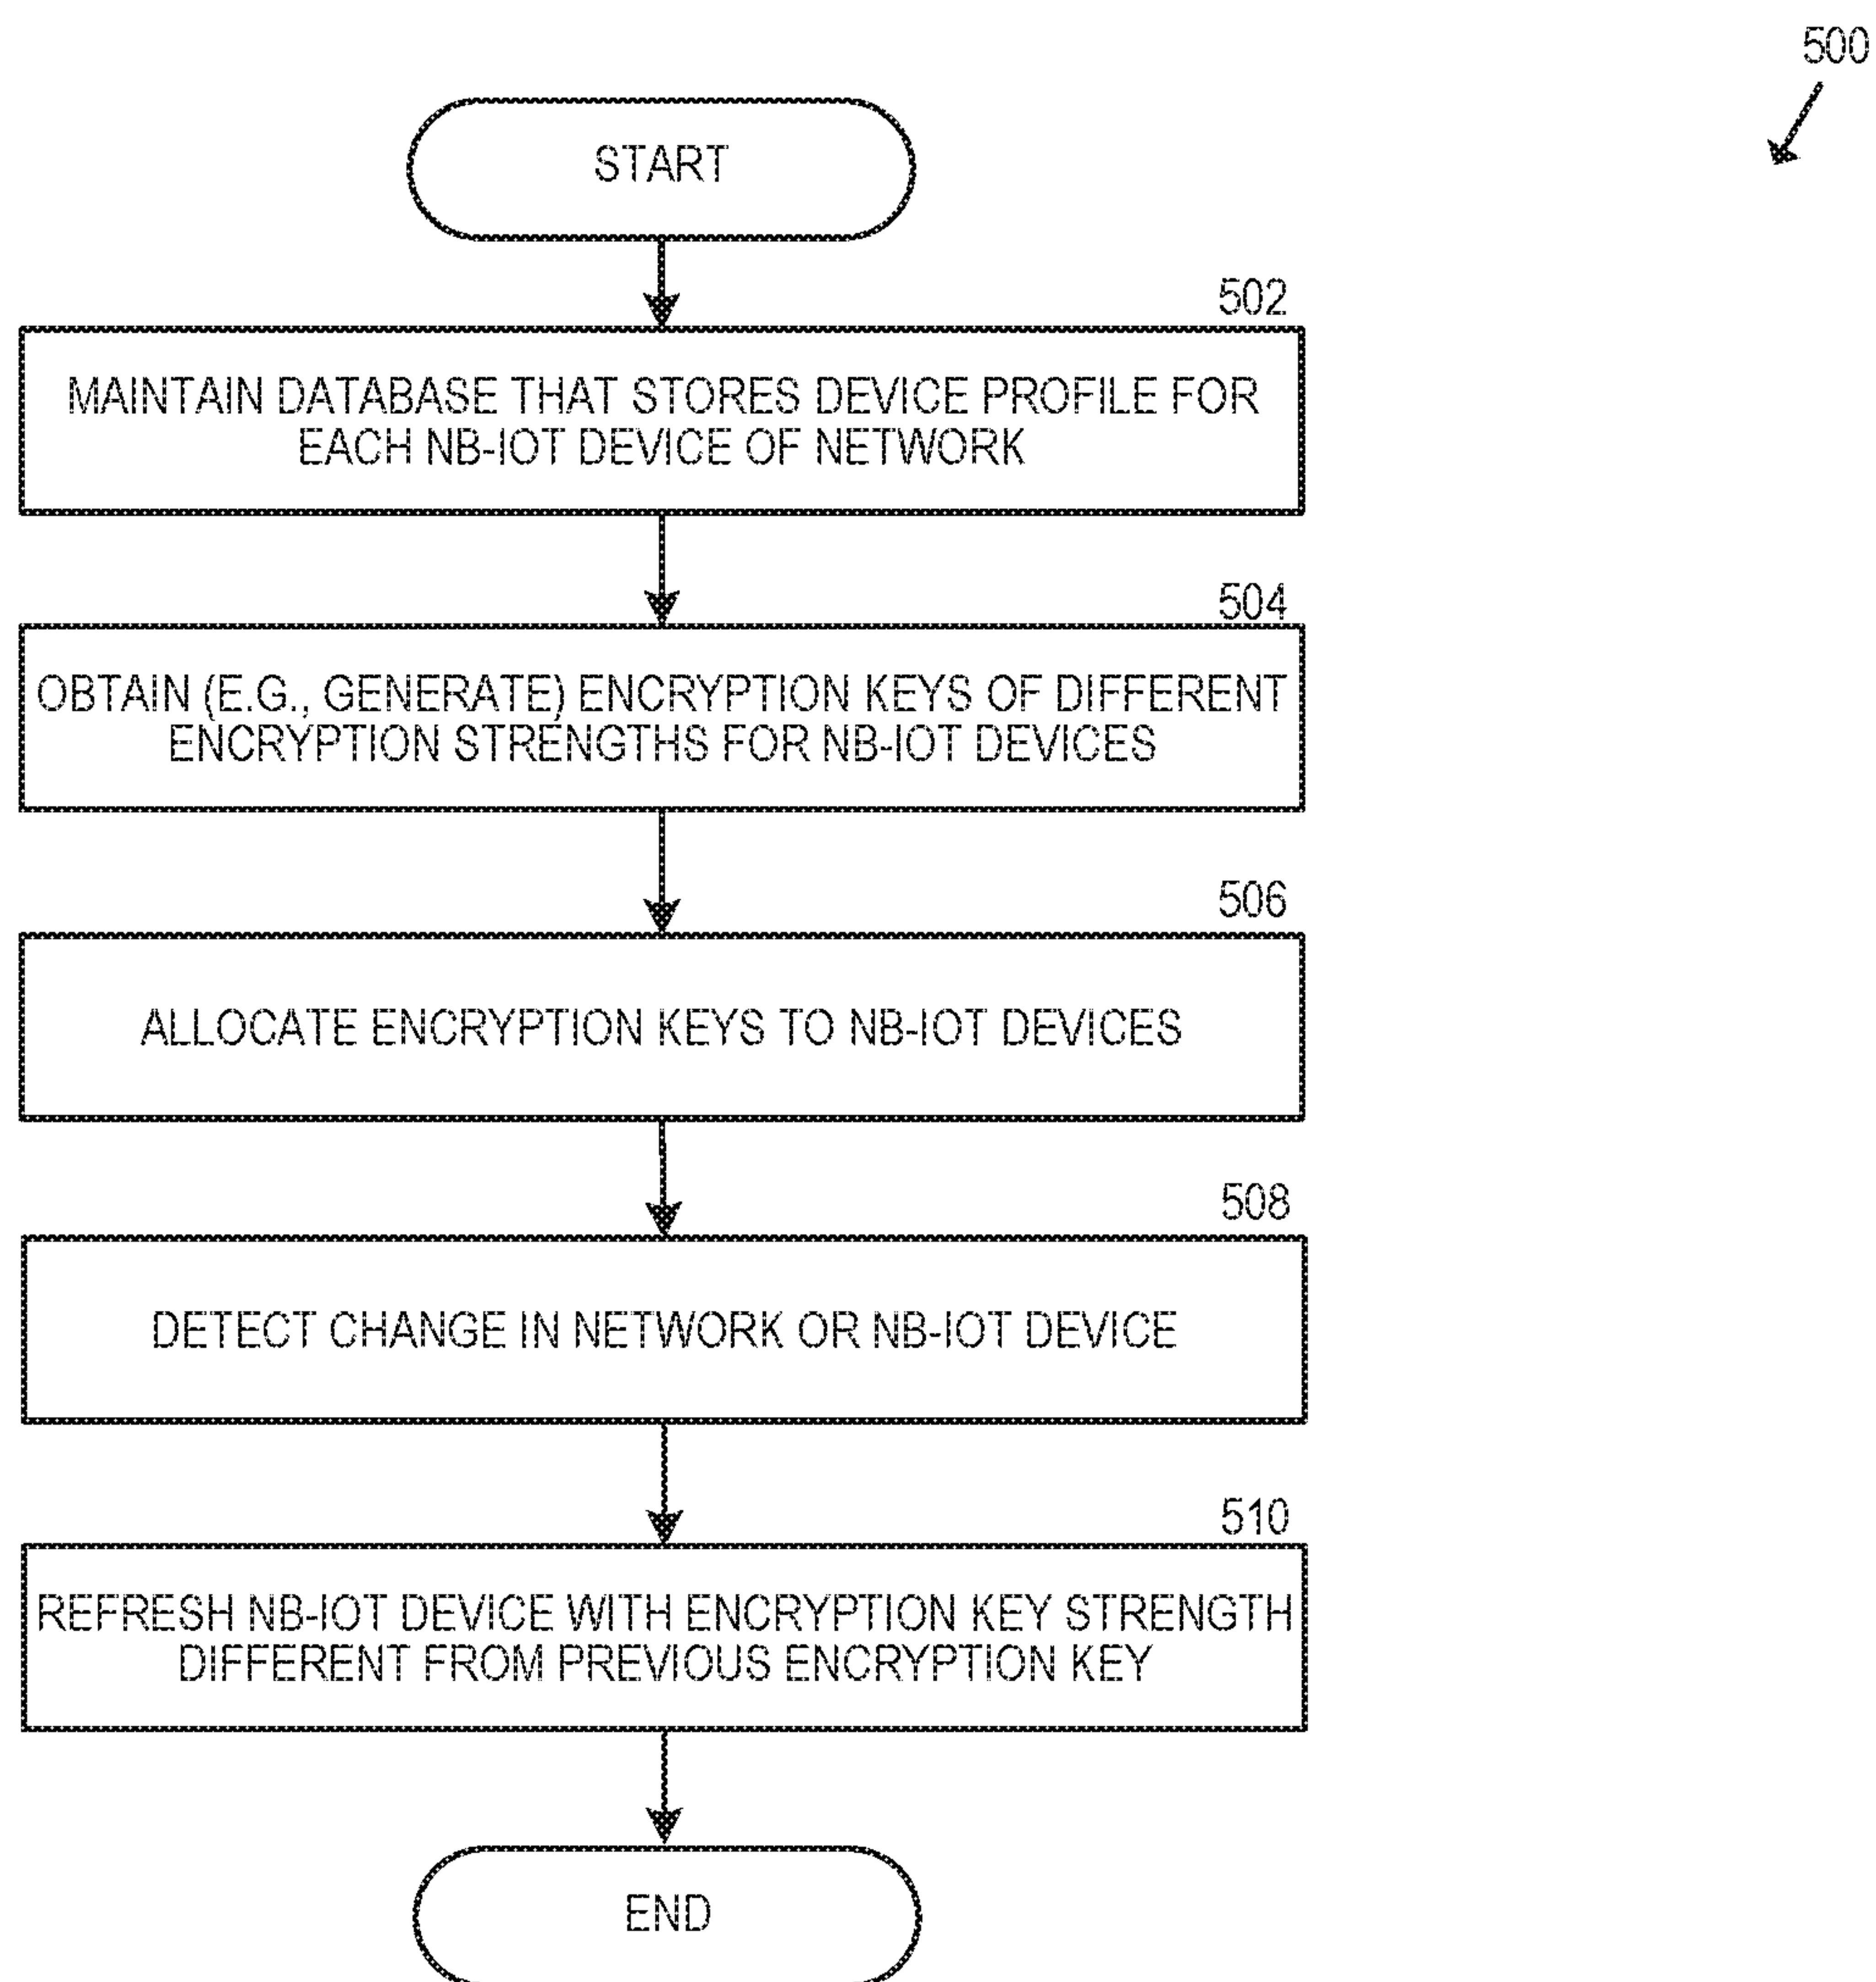 500
START
502
MAINTAIN DATABASE THAT STORES DEVICE PROFILE FOR
EACH NB-IOT DEVICE OF NETWORK
504
OBTAIN (E.G., GENERATE) ENCRYPTION KEYS OF DIFFERENT
ENCRYPTION STRENGTHS FOR NB-IOT DEVICES
506
ALLOCATE ENCRYPTION KEYS TO NB-IOT DEVICES
508
DETECT CHANGE IN NETWORK OR NB-IOT DEVICE
510
REFRESH NB-IOT DEVICE WITH ENCRYPTION KEY STRENGTH
DIFFERENT FROM PREVIOUS ENCRYPTION KEY
END